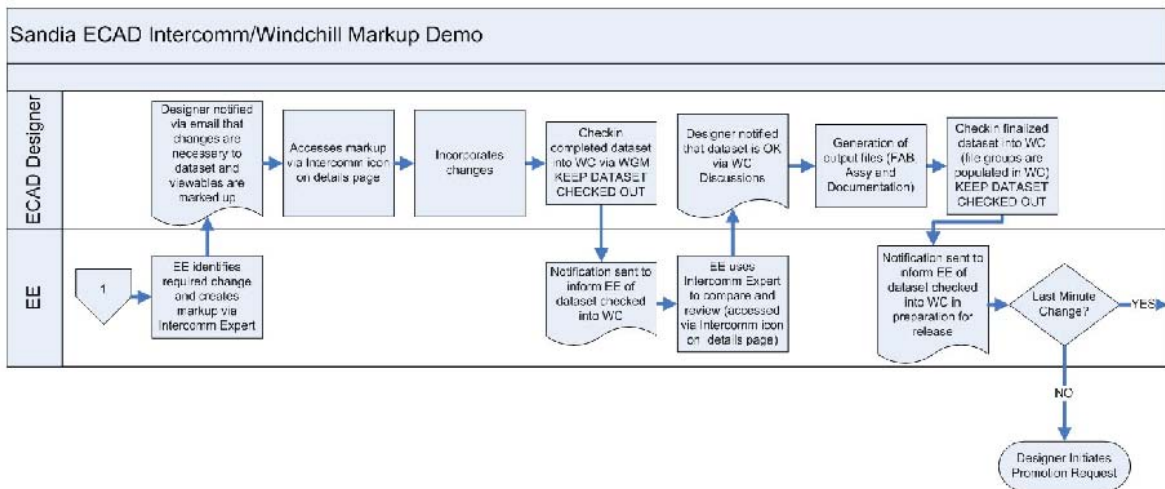 Sandia ECAD Intercomm/Windchill Markup Demo
ECAD Designer
Designer notified
via email that
changes are
necessary to
dataset and
viewables are
marked up
Accesses markup
via Intercomm icon
on details page
Incorporates
changes
Checkin
completed dataset
into WC via WGM
KEEP DATASET
CHECKED OUT
Designer notified
that dataset is OK
via WC
Discussions
Generation of
output files (FAB,
Assy and
Documentation)
Checkin finalized
dataset into WC
(file groups are
populated in WC)
KEEP DATASET
CHECKED OUT
EE
1
EE identifies
required change
and creates
markup via
Intercomm Expert
Notification sent to
inform EE of
dataset checked
into WC
EE uses
Intercomm Expert
to compare and
review (accessed
via Intercomm icon
on details page)
Notification sent to
inform EE of
dataset checked
into WC in
preparation for
release
Last Minute
Change?
YES
NO
Designer Initiates
Promotion Request